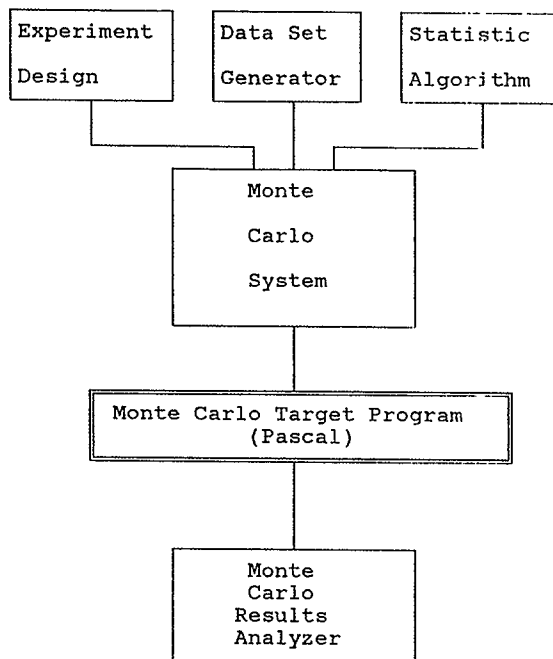 Experiment
Design
Data Set
Generator
Statistic
Algorithm
Monte
Carlo
System
Monte Carlo Target Program
(Pascal)
Monte
Carlo
Results
Analyzer